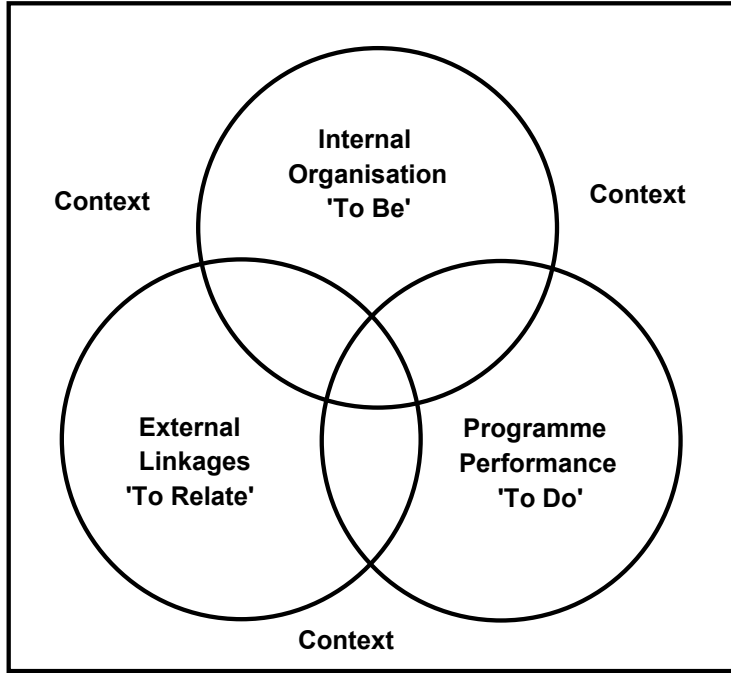 Internal
Organisation
'To Be'
Context
Context
External
Linkages
'To Relate'
Programme
Performance
'To Do'
Context